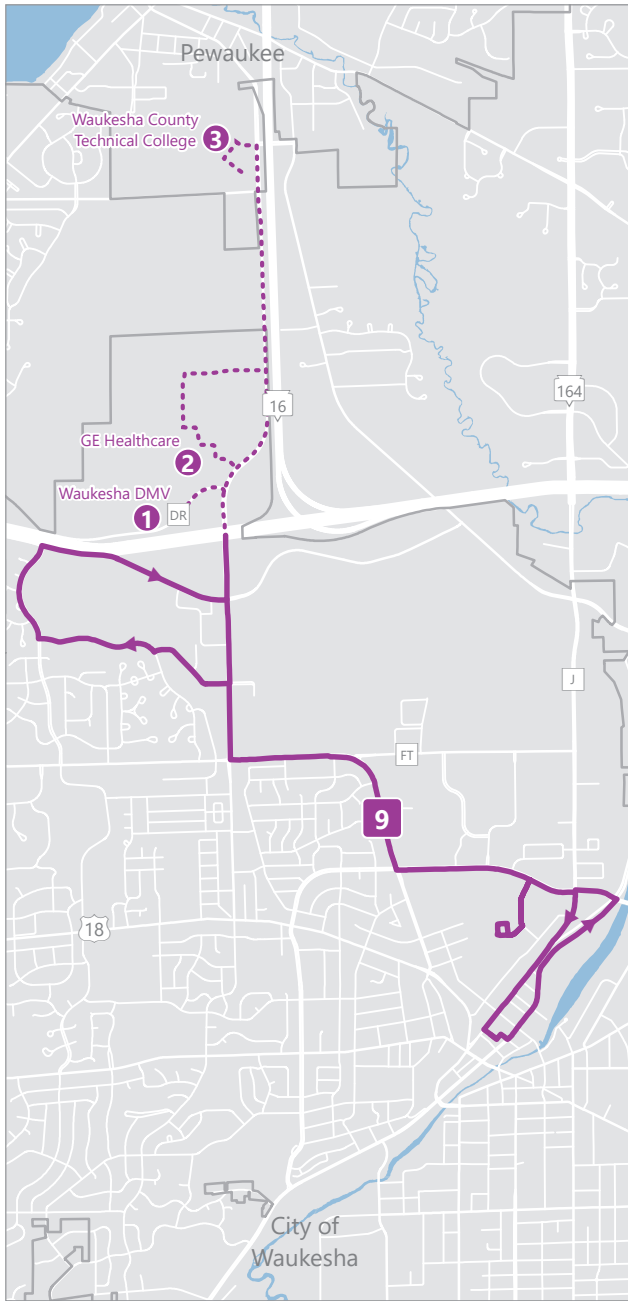 Pewaukee
Waukesha County
Technical College
3
16
164
GE Healthcare
2
Waukesha DMV
1
DR
J
FT
9
18
City of
Waukesha